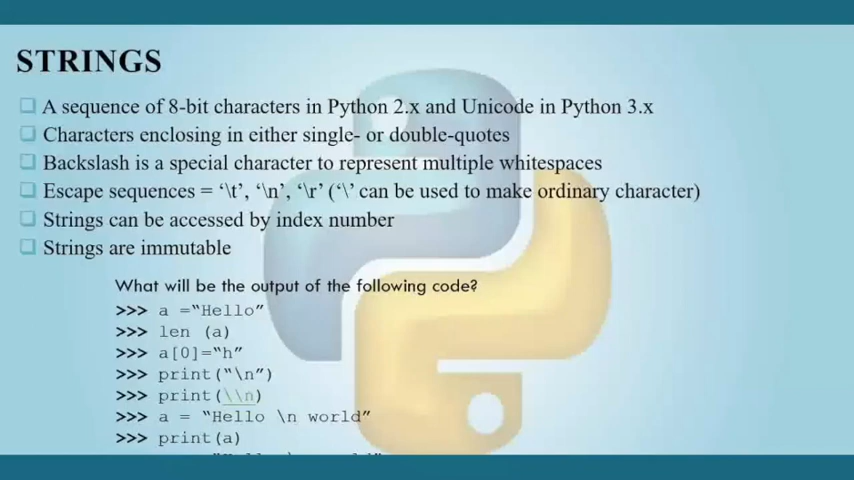 STRINGS
A sequence of 8-bit characters in Python 2.x and Unicode in Python 3.x
Characters enclosing in either single- or double-quotes
Backslash is a special character to represent multiple whitespaces
Escape sequences = ‘\t’, ‘\n’, ‘\r’ (‘\’ can be used to make ordinary character)
Strings can be accessed by index number
Strings are immutable
What will be the output of the following code?
>>> a =“Hello”
>>> len (a)
>>> a[0]=“h”
>>> print(“\n”)
>>> print(\\n)
>>> a = “Hello \n world”
>>> print(a)